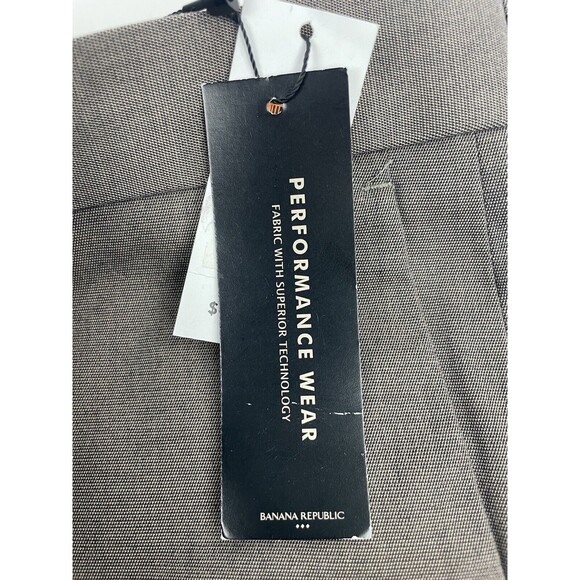 PERFORMANCE WEAR
FABRIC WITH SUPERIOR TECHNOLOGY
BANANA REPUBLIC
$